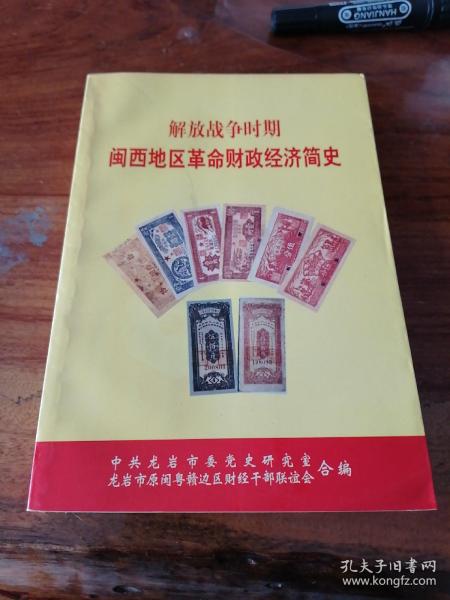 HANJIANG
解放战争时期
闽西地区革命财政经济简史
中共龙岩市委党史研究室
龙岩市原闽粤赣边区财经干部联谊会
合编
孔夫子旧书网
www.kongfz.com